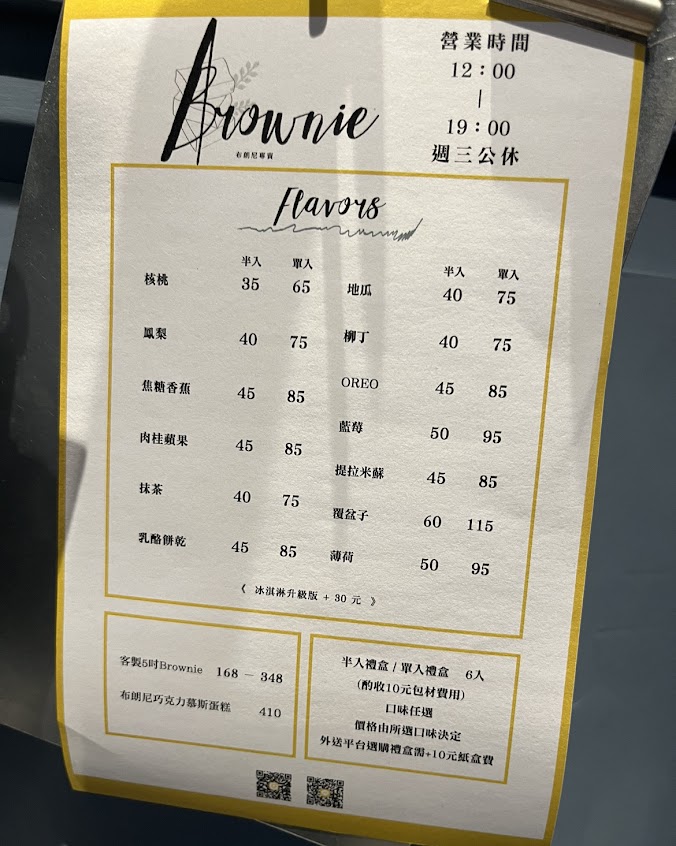 Brownie
布朗尼專賣
營業時間
12：00
|
19：00
週三公休
Flavors
半入 單入
核桃 35 65
鳳梨 40 75
焦糖香蕉 45 85
肉桂蘋果 45 85
抹茶 40 75
乳酪餅乾 45 85
半入 單入
地瓜 40 75
柳丁 40 75
OREO 45 85
藍莓 50 95
提拉米蘇 45 85
覆盆子 60 115
薄荷 50 95
《 冰淇淋升級版 + 30 元 》
客製5吋Brownie 168 － 348
布朗尼巧克力慕斯蛋糕 410
半入禮盒 / 單入禮盒 6入
(酌收10元包材費用)
口味任選
價格由所選口味決定
外送平台選購禮盒需+10元紙盒費